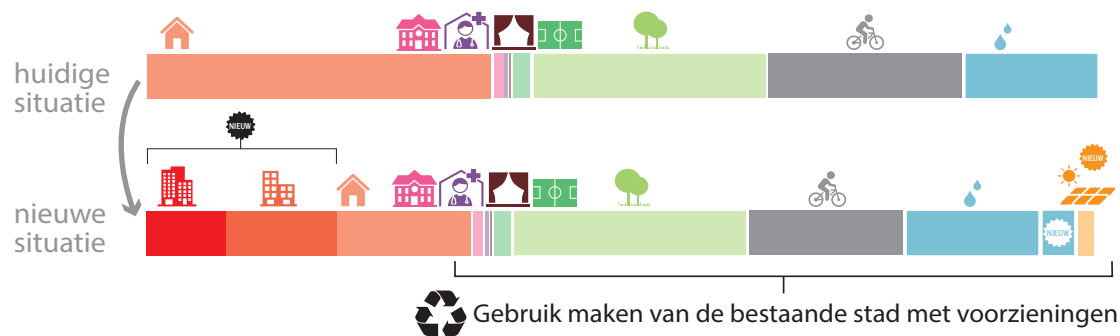 huidige
situatie
NIEUW
NIEUW
nieuwe
situatie
NIEUW
Gebruik maken van de bestaande stad met voorzieningen